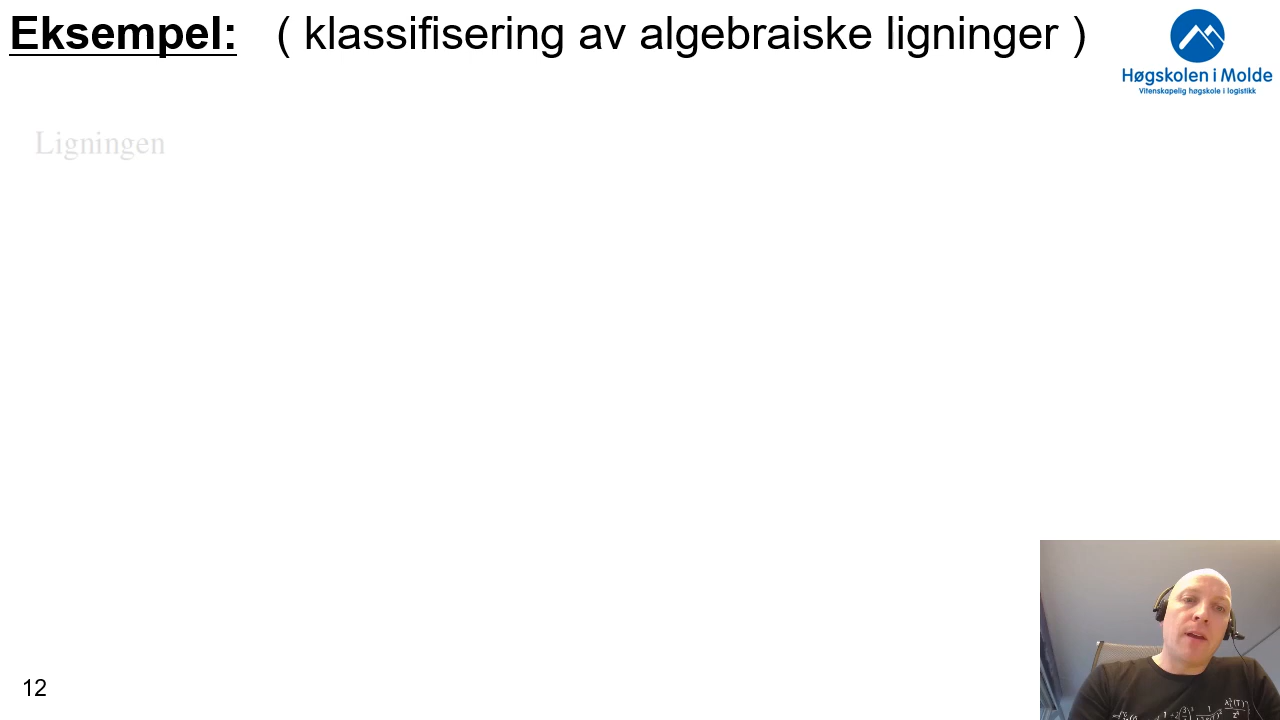 Eksempel: ( klassifisering av algebraiske ligninger )
Høgskolen i Molde
Vitenskapelig høgskole i logistikk
Ligningen
12